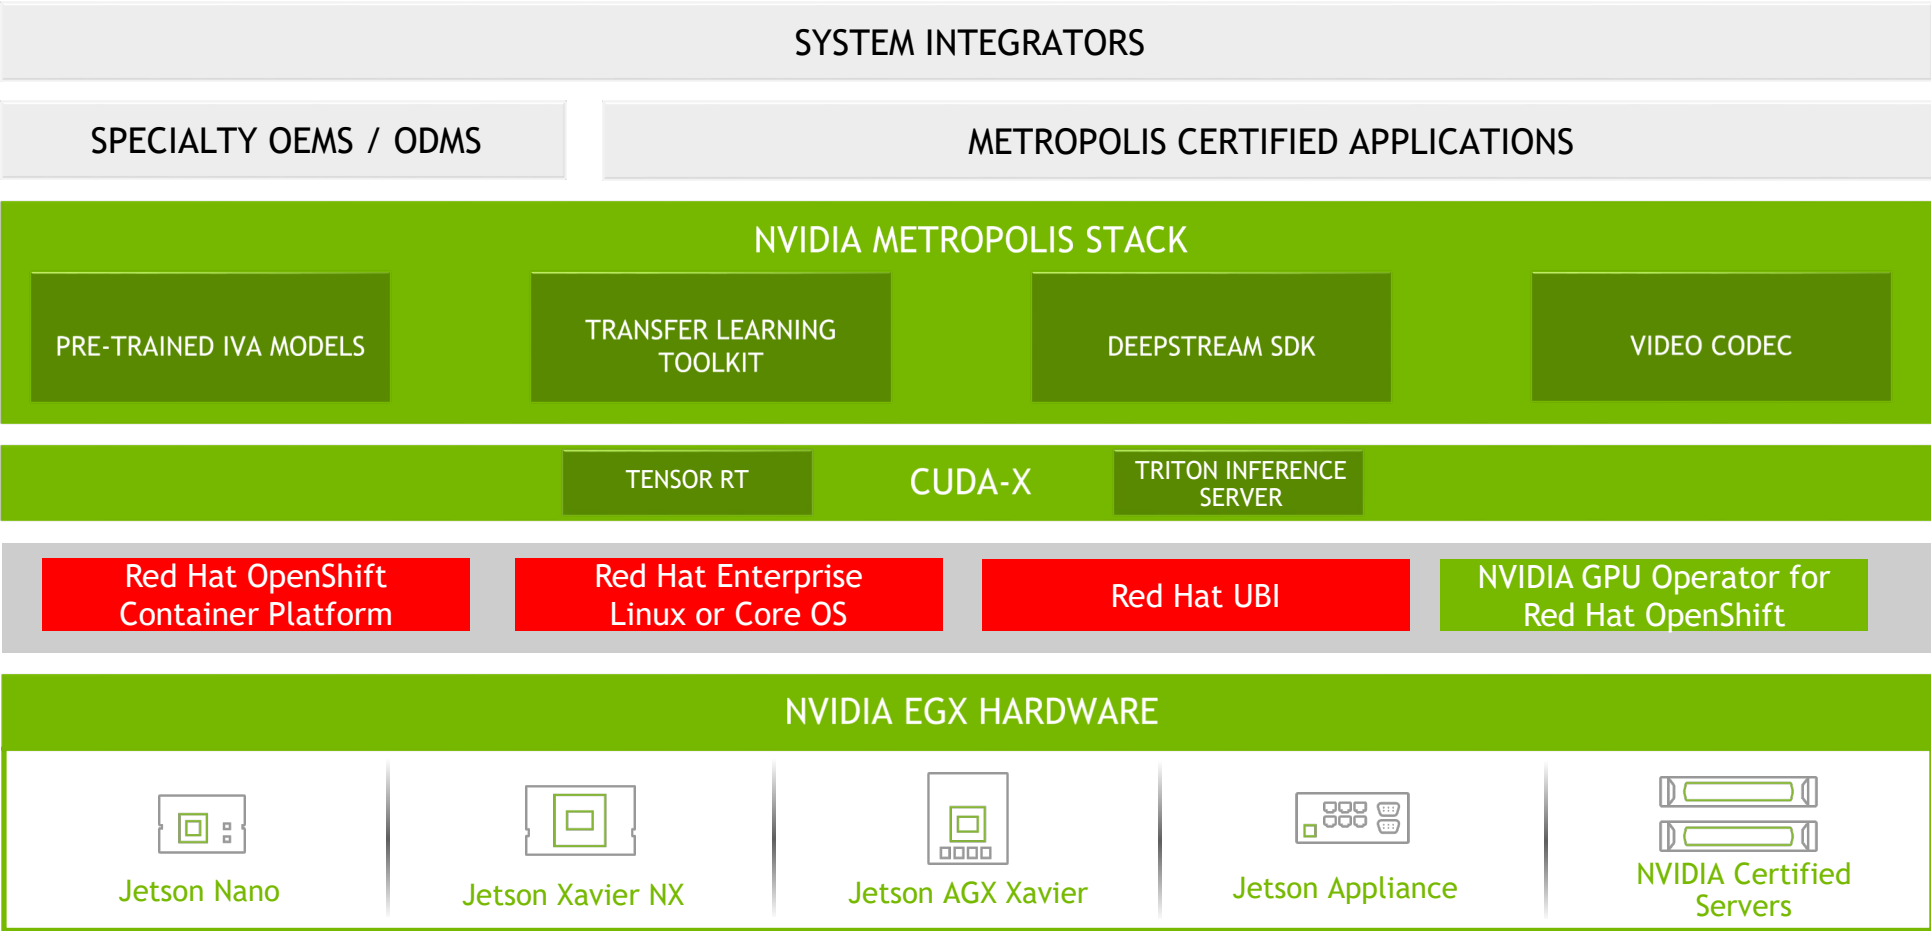 SYSTEM INTEGRATORS
SPECIALTY OEMS / ODMS
METROPOLIS CERTIFIED APPLICATIONS
NVIDIA METROPOLIS STACK
PRE-TRAINED IVA MODELS
TRANSFER LEARNING
TOOLKIT
DEEPSTREAM SDK
VIDEO CODEC
TENSOR RT
CUDA-X
TRITON INFERENCE
SERVER
Red Hat OpenShift
Container Platform
Red Hat Enterprise
Linux or Core OS
Red Hat UBI
NVIDIA GPU Operator for
Red Hat OpenShift
NVIDIA EGX HARDWARE
Jetson Nano
Jetson Xavier NX
Jetson AGX Xavier
Jetson Appliance
NVIDIA Certified
Servers